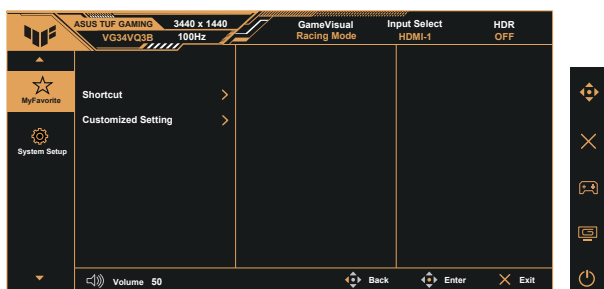 ASUS TUF GAMING 3440 x 1440 GameVisual Input Select HDR
VG34VQ3B 100Hz Racing Mode HDMI-1 OFF
MyFavorite
Shortcut >
Customized Setting >
System Setup
Volume 50 Back Enter Exit